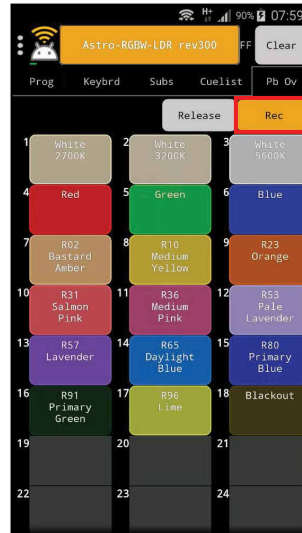 H+ 90% 07:59
Astro-RGBW-LDR rev300 FF Clear
Prog Keybrd Subs Cuelist Pb Ov
Release Rec
1 White 2700K 2 White 3200K 3 White 5600K
4 Red 5 Green 6 Blue
7 R02 Bastard Amber 8 R10 Medium Yellow 9 R23 Orange
10 R31 Salmon Pink 11 R36 Medium Pink 12 R53 Pale Lavender
13 R57 Lavender 14 R65 Daylight Blue 15 R80 Primary Blue
16 R91 Primary Green 17 R96 Lime 18 Blackout
19 20 21
22 23 24